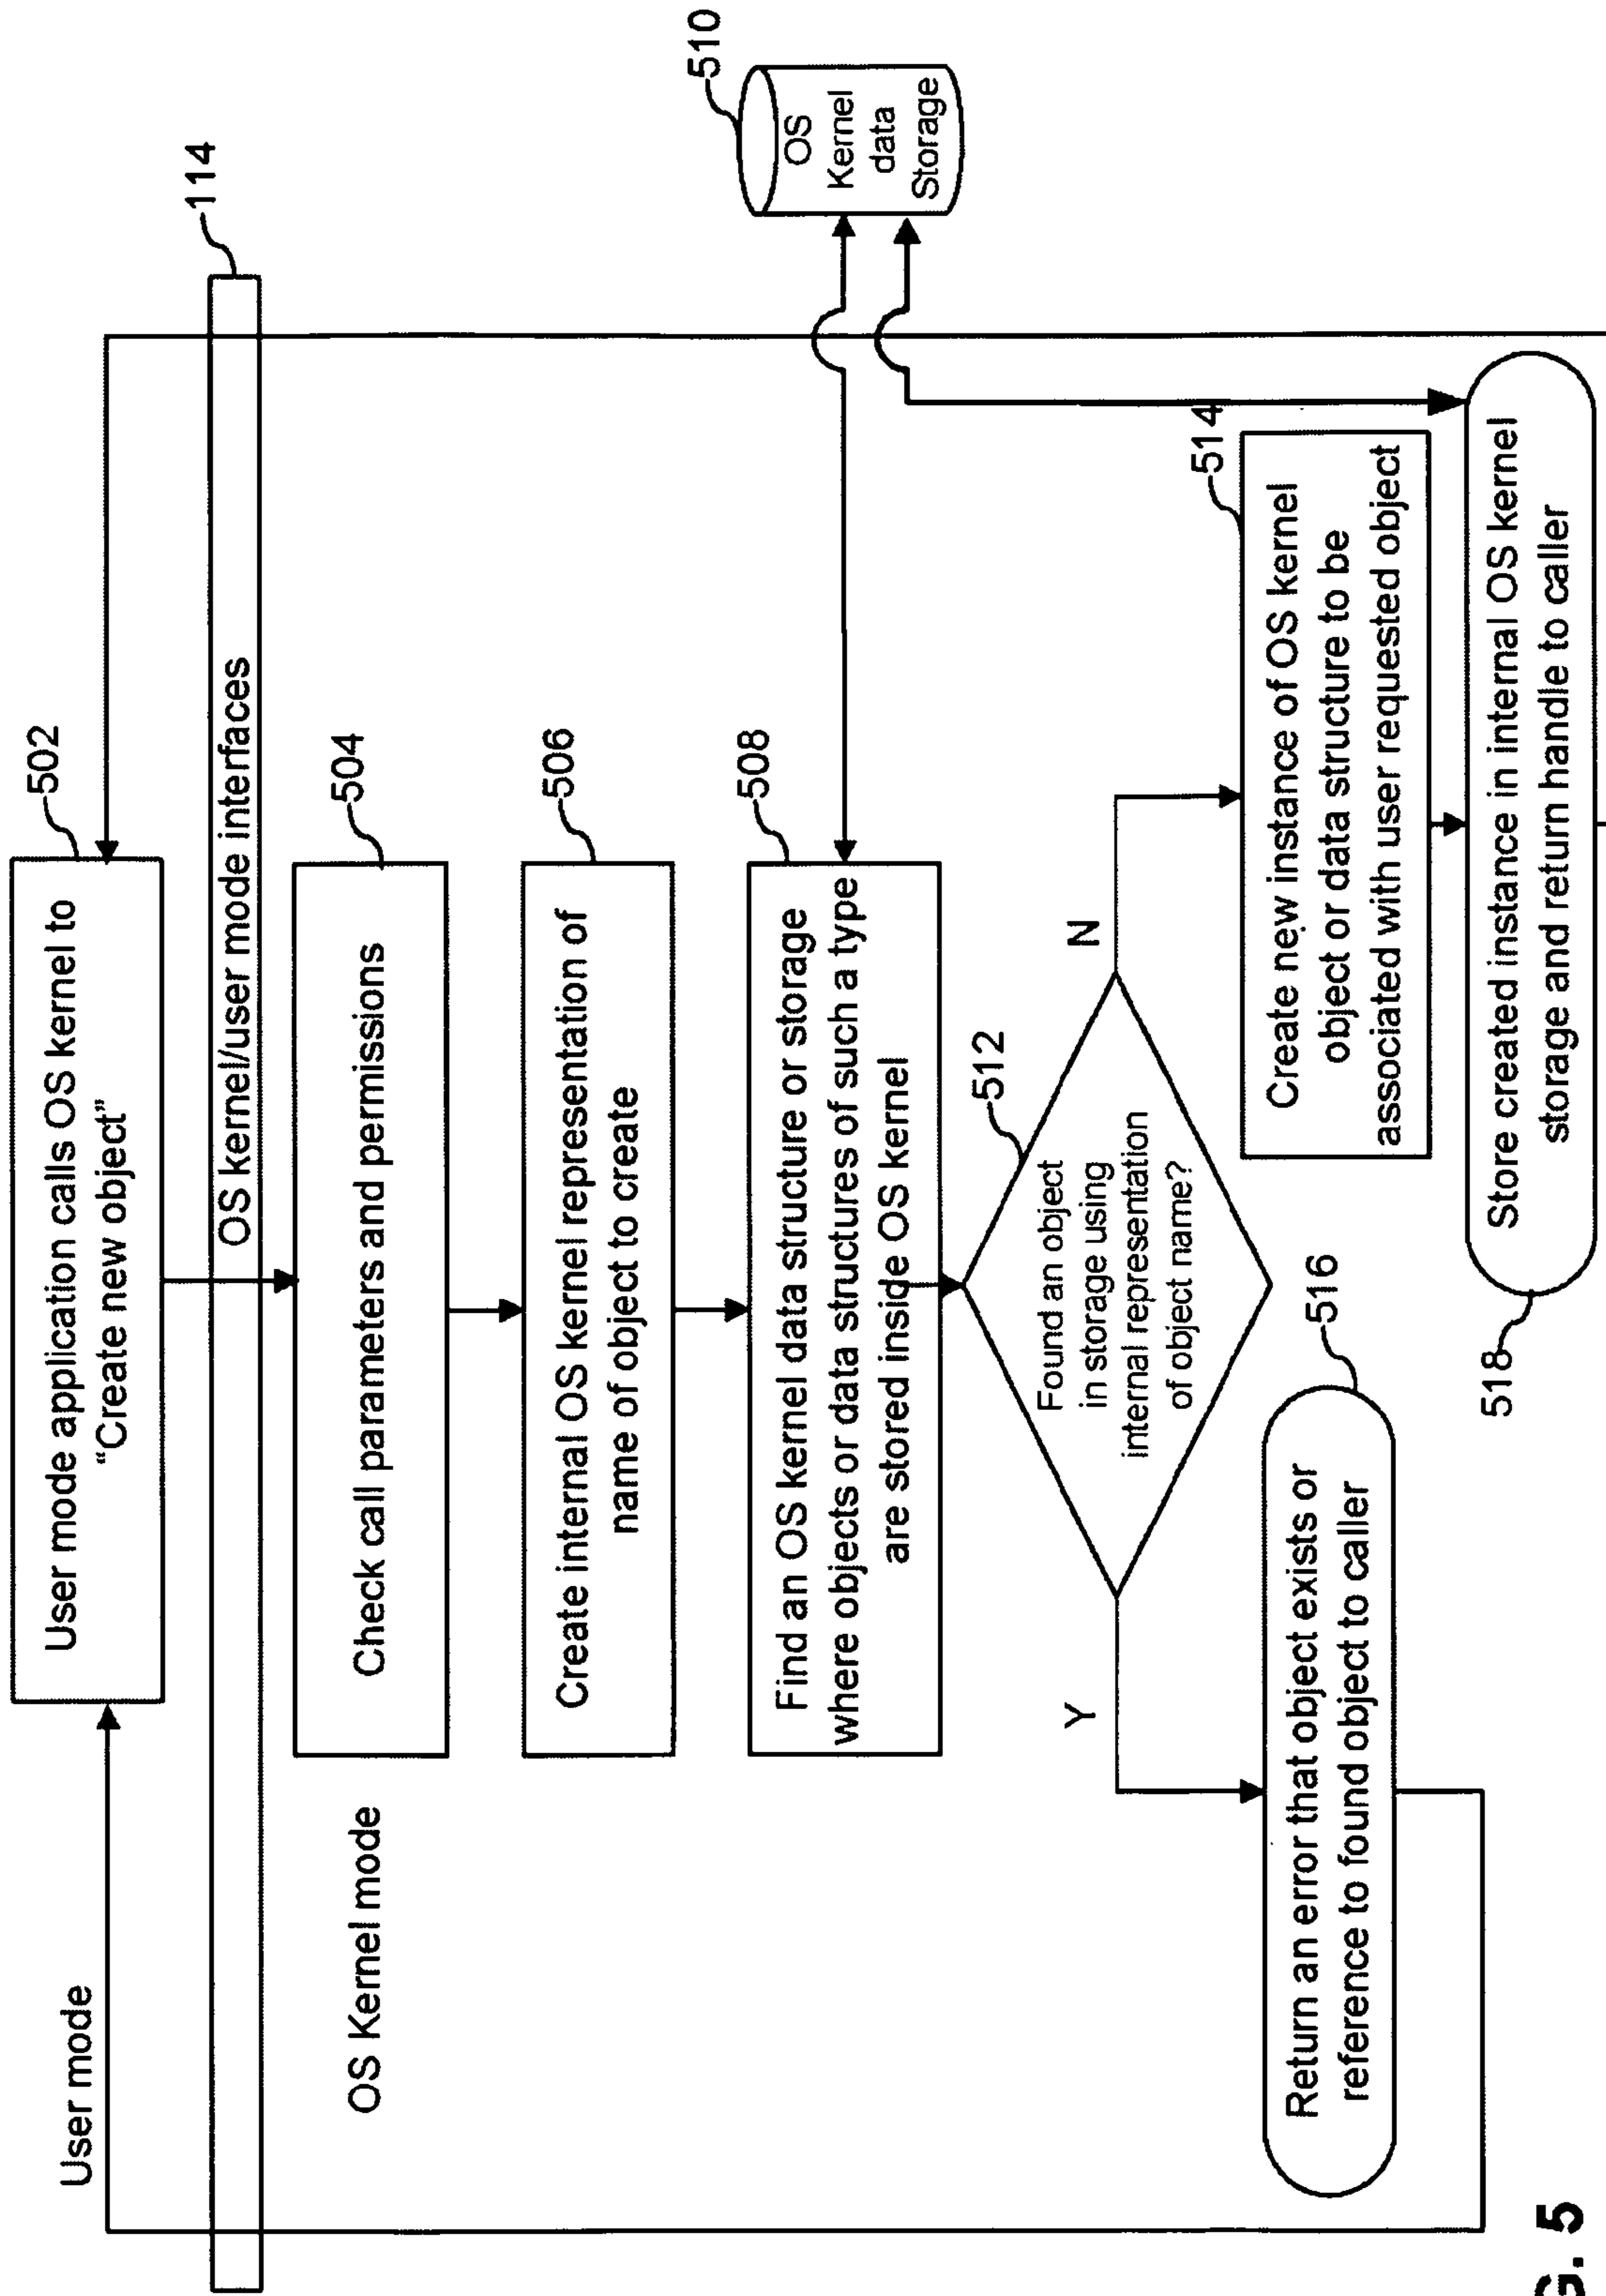 502
User mode application calls OS kernel to
“Create new object”
User mode
114
OS kernel/user mode interfaces
504
Check call parameters and permissions
OS Kernel mode
506
Create internal OS kernel representation of
name of object to create
508
Find an OS kernel data structure or storage
where objects or data structures of such a type
are stored inside OS kernel
510
OS
Kernel
data
Storage
512
Found an object
in storage using
internal representation
of object name?
Y
N
514
Create new instance of OS kernel
object or data structure to be
associated with user requested object
516
Return an error that object exists or
reference to found object to caller
518
Store created instance in internal OS kernel
storage and return handle to caller
G. 5